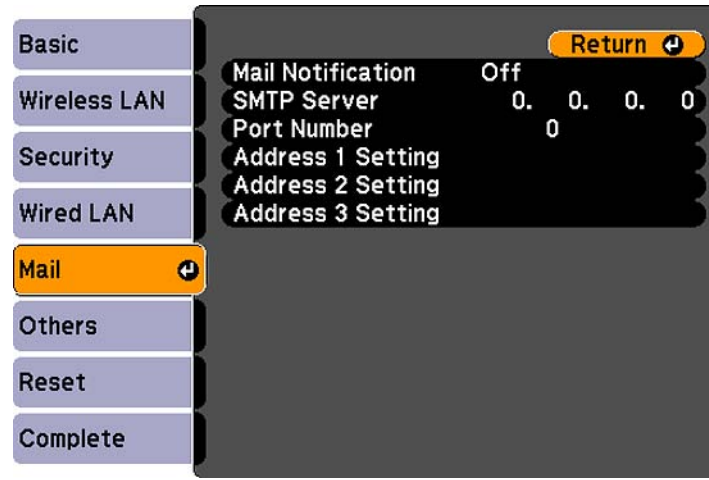 Basic
Wireless LAN
Security
Wired LAN
Mail
Others
Reset
Complete
Return
Mail Notification Off
SMTP Server 0. 0. 0. 0
Port Number 0
Address 1 Setting
Address 2 Setting
Address 3 Setting